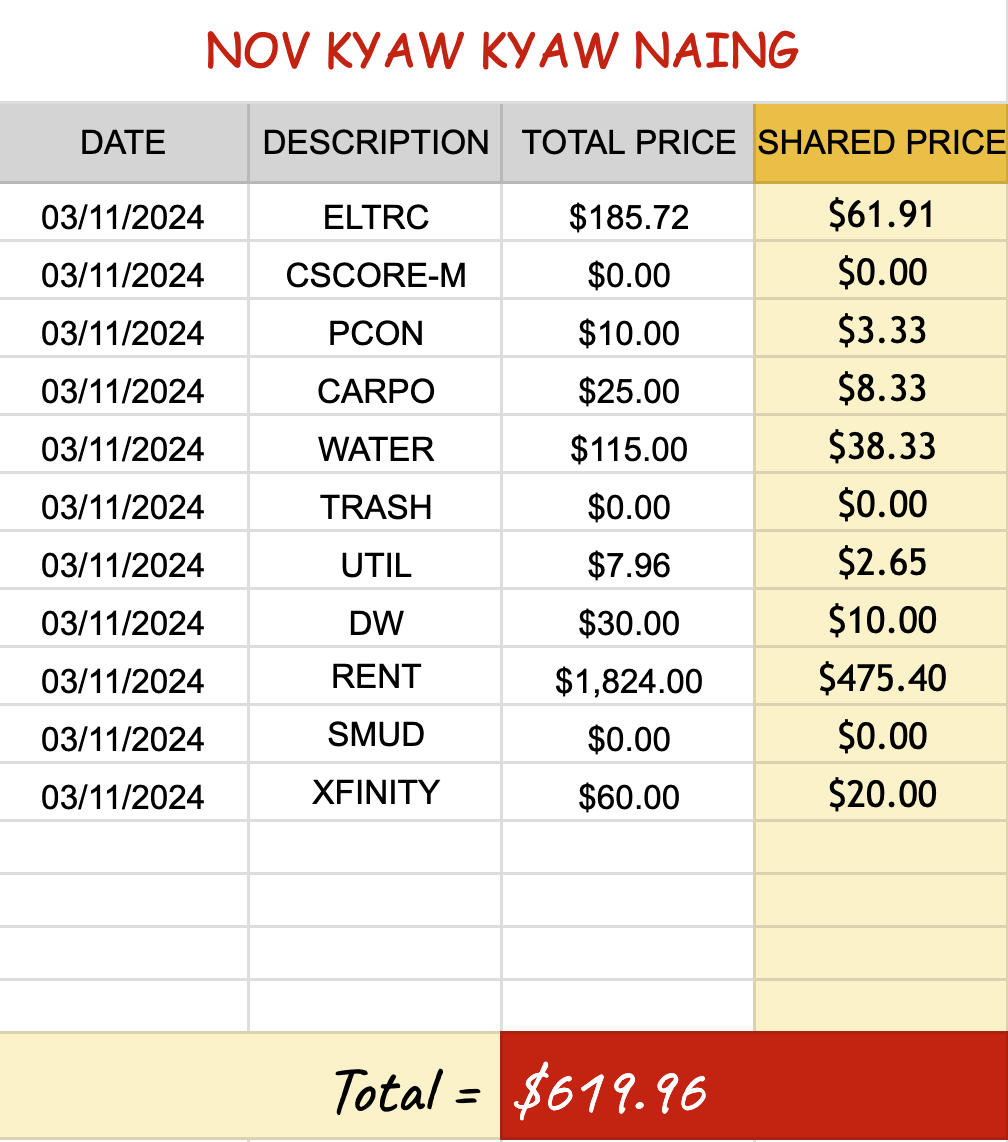 NOV KYAW KYAW NAING
DATE DESCRIPTION TOTAL PRICE SHARED PRICE
03/11/2024 ELTRC $185.72 $61.91
03/11/2024 CSCORE-M $0.00 $0.00
03/11/2024 PCON $10.00 $3.33
03/11/2024 CARPO $25.00 $8.33
03/11/2024 WATER $115.00 $38.33
03/11/2024 TRASH $0.00 $0.00
03/11/2024 UTIL $7.96 $2.65
03/11/2024 DW $30.00 $10.00
03/11/2024 RENT $1,824.00 $475.40
03/11/2024 SMUD $0.00 $0.00
03/11/2024 XFINITY $60.00 $20.00
Total = $619.96